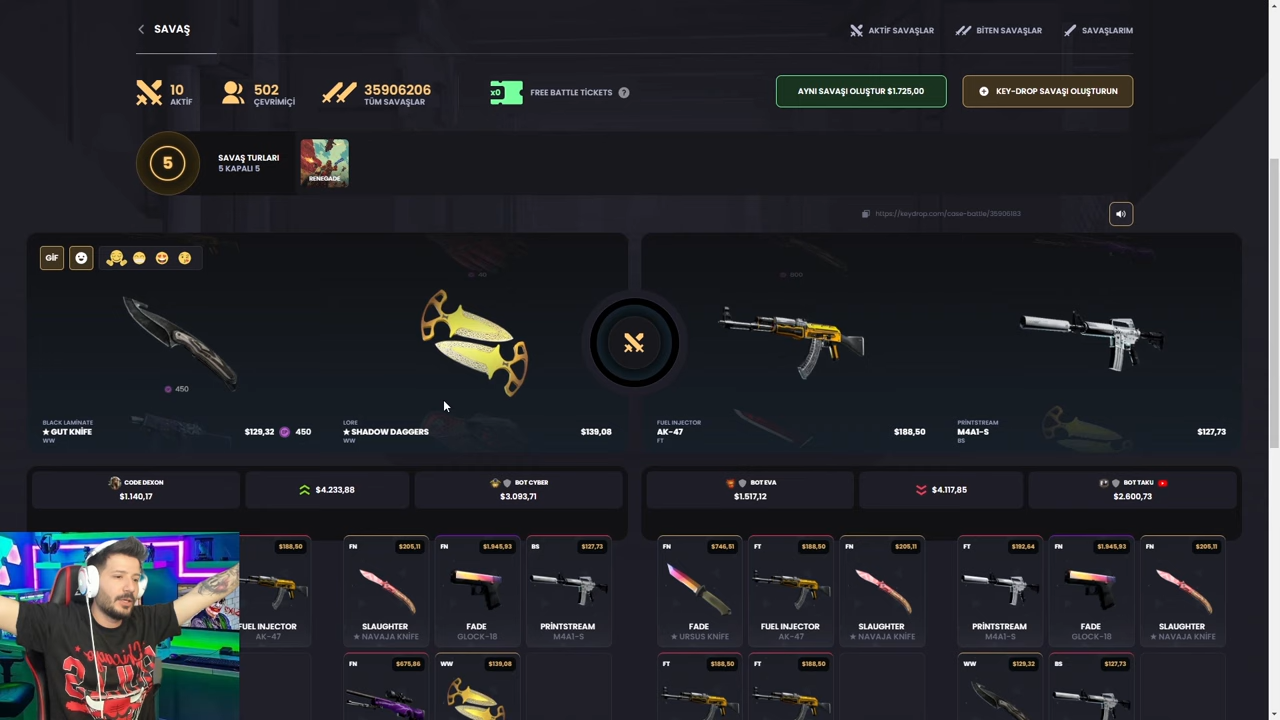 SAVAŞ
AKTİF SAVAŞLAR
BİTEN SAVAŞLAR
SAVAŞLARIM
10
AKTİF
502
ÇEVRİMİÇİ
35906206
TÜM SAVAŞLAR
x0
FREE BATTLE TICKETS ?
AYNI SAVAŞI OLUŞTUR $1.725,00
KEY-DROP SAVAŞI OLUŞTURUN
5
SAVAŞ TURLARI
5 KAPALI 5
RENEGADE
https://keydrop.com/case-battle/35906183
GİF
450
BLACK LAMİNATE
★ GUT KNİFE
WW
$129,32
450
LORE
★ SHADOW DAGGERS
WW
$139,08
FUEL INJECTOR
AK-47
FT
$188,50
PRİNTSTREAM
M4A1-S
BS
$127,73
CODE DEXON
$1.140,17
$4.233,88
BOT CYBER
$3.093,71
BOT EVA
$1.517,12
$4.117,85
BOT TAKU
$2.600,73
$188,50
FUEL INJECTOR
AK-47
FN $205,11
SLAUGHTER
★ NAVAJA KNİFE
FN $1.945,93
FADE
GLOCK-18
BS $127,73
PRİNTSTREAM
M4A1-S
FN $746,51
FADE
★ URSUS KNİFE
FT $188,50
FUEL INJECTOR
AK-47
FN $205,11
SLAUGHTER
★ NAVAJA KNİFE
FT $192,64
PRİNTSTREAM
M4A1-S
FN $1.945,93
FADE
GLOCK-18
FN $205,11
SLAUGHTER
★ NAVAJA KNİFE
FN $675,86
WW $139,08
FT $188,50
FT $188,50
WW $129,32
BS $127,73